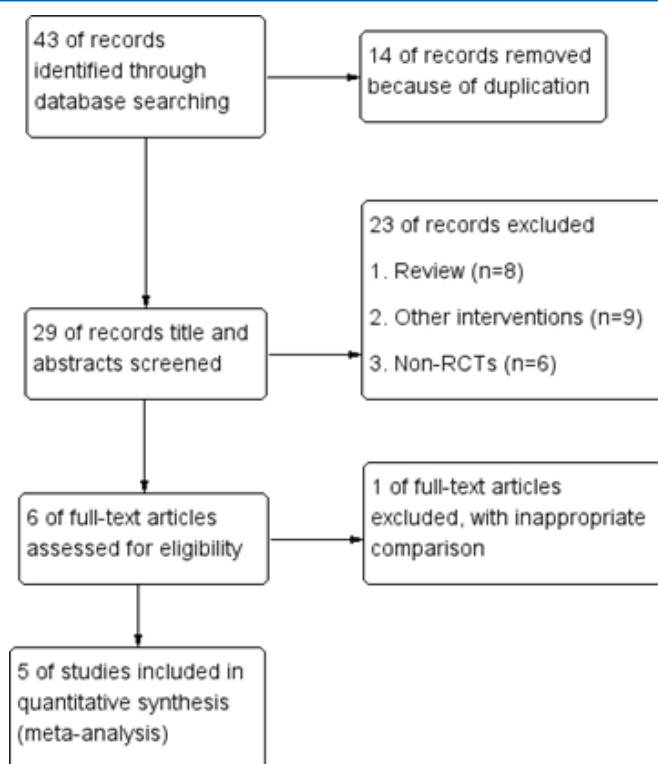 43 of records
identified through
database searching
14 of records removed
because of duplication
23 of records excluded
1. Review (n=8)
2. Other interventions (n=9)
3. Non-RCTs (n=6)
29 of records title and
abstracts screened
6 of full-text articles
assessed for eligibility
1 of full-text articles
excluded, with inappropriate
comparison
5 of studies included in
quantitative synthesis
(meta-analysis)